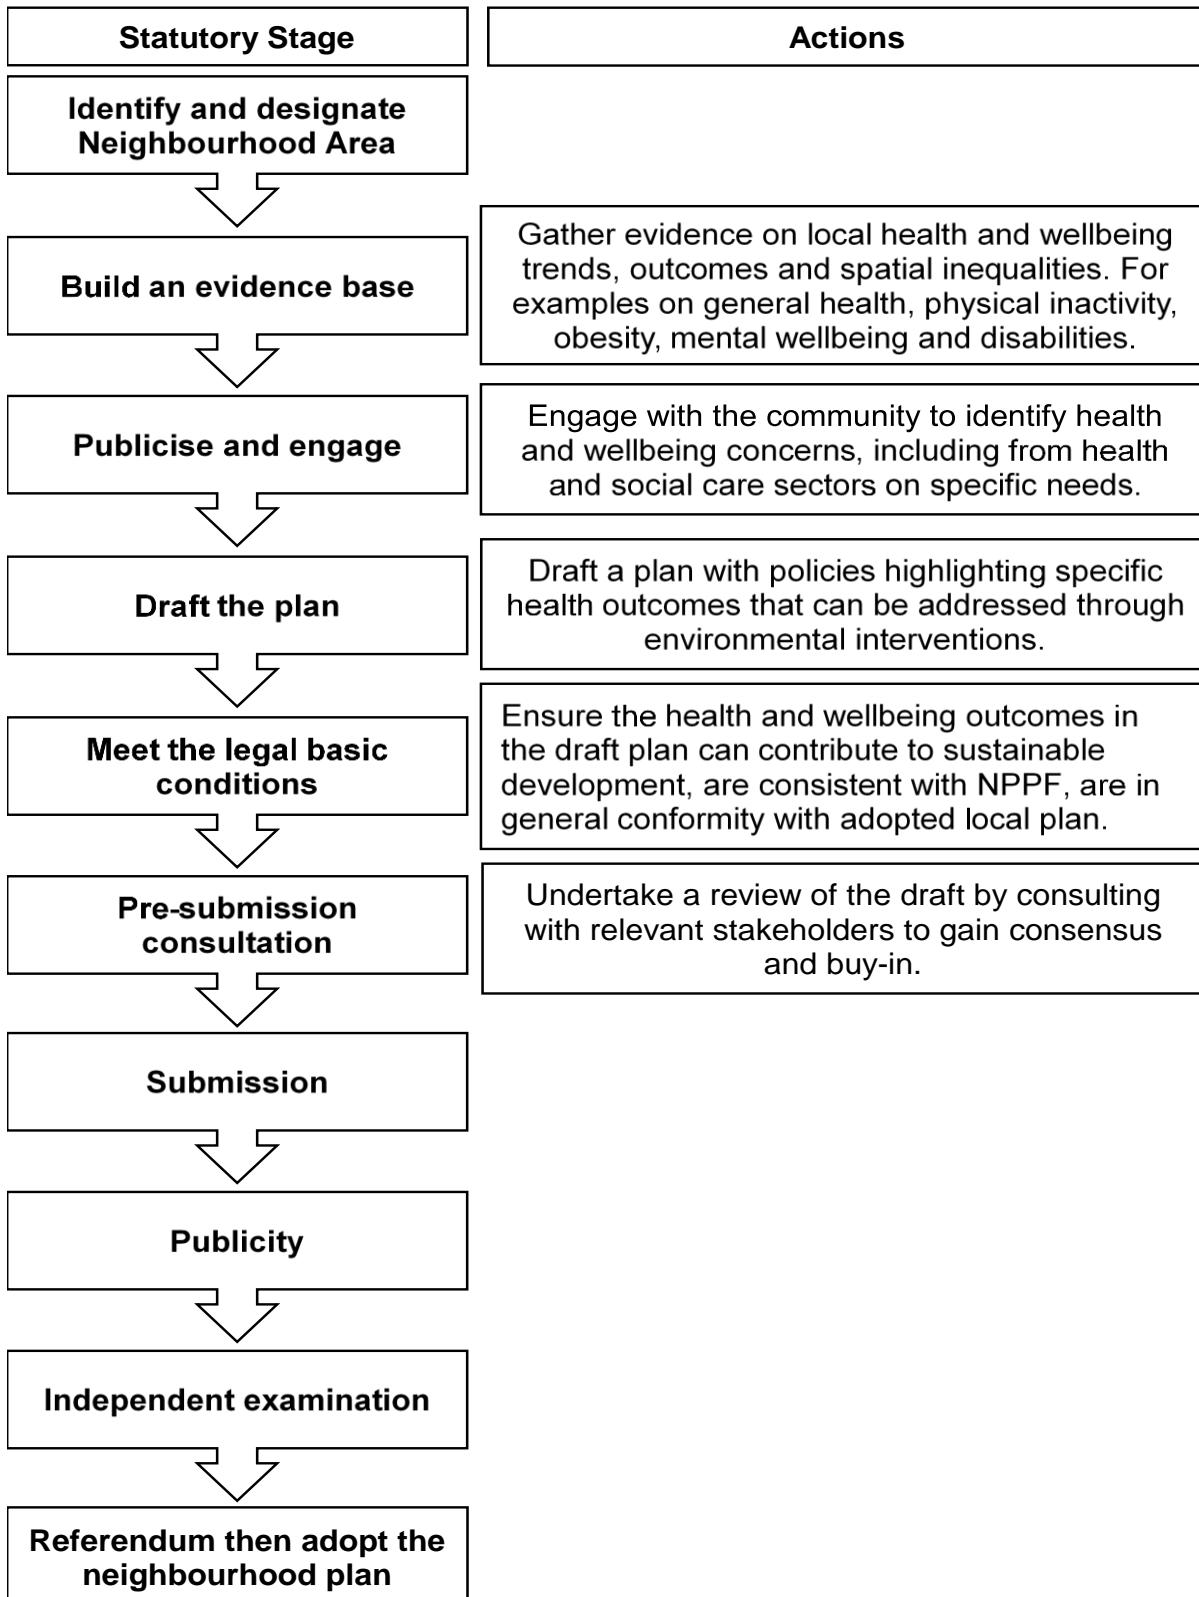 Statutory Stage
Actions
Identify and designate
Neighbourhood Area
Build an evidence base
Gather evidence on local health and wellbeing
trends, outcomes and spatial inequalities. For
examples on general health, physical inactivity,
obesity, mental wellbeing and disabilities.
Publicise and engage
Engage with the community to identify health
and wellbeing concerns, including from health
and social care sectors on specific needs.
Draft the plan
Draft a plan with policies highlighting specific
health outcomes that can be addressed through
environmental interventions.
Meet the legal basic
conditions
Ensure the health and wellbeing outcomes in
the draft plan can contribute to sustainable
development, are consistent with NPPF, are in
general conformity with adopted local plan.
Pre-submission
consultation
Undertake a review of the draft by consulting
with relevant stakeholders to gain consensus
and buy-in.
Submission
Publicity
Independent examination
Referendum then adopt the
neighbourhood plan